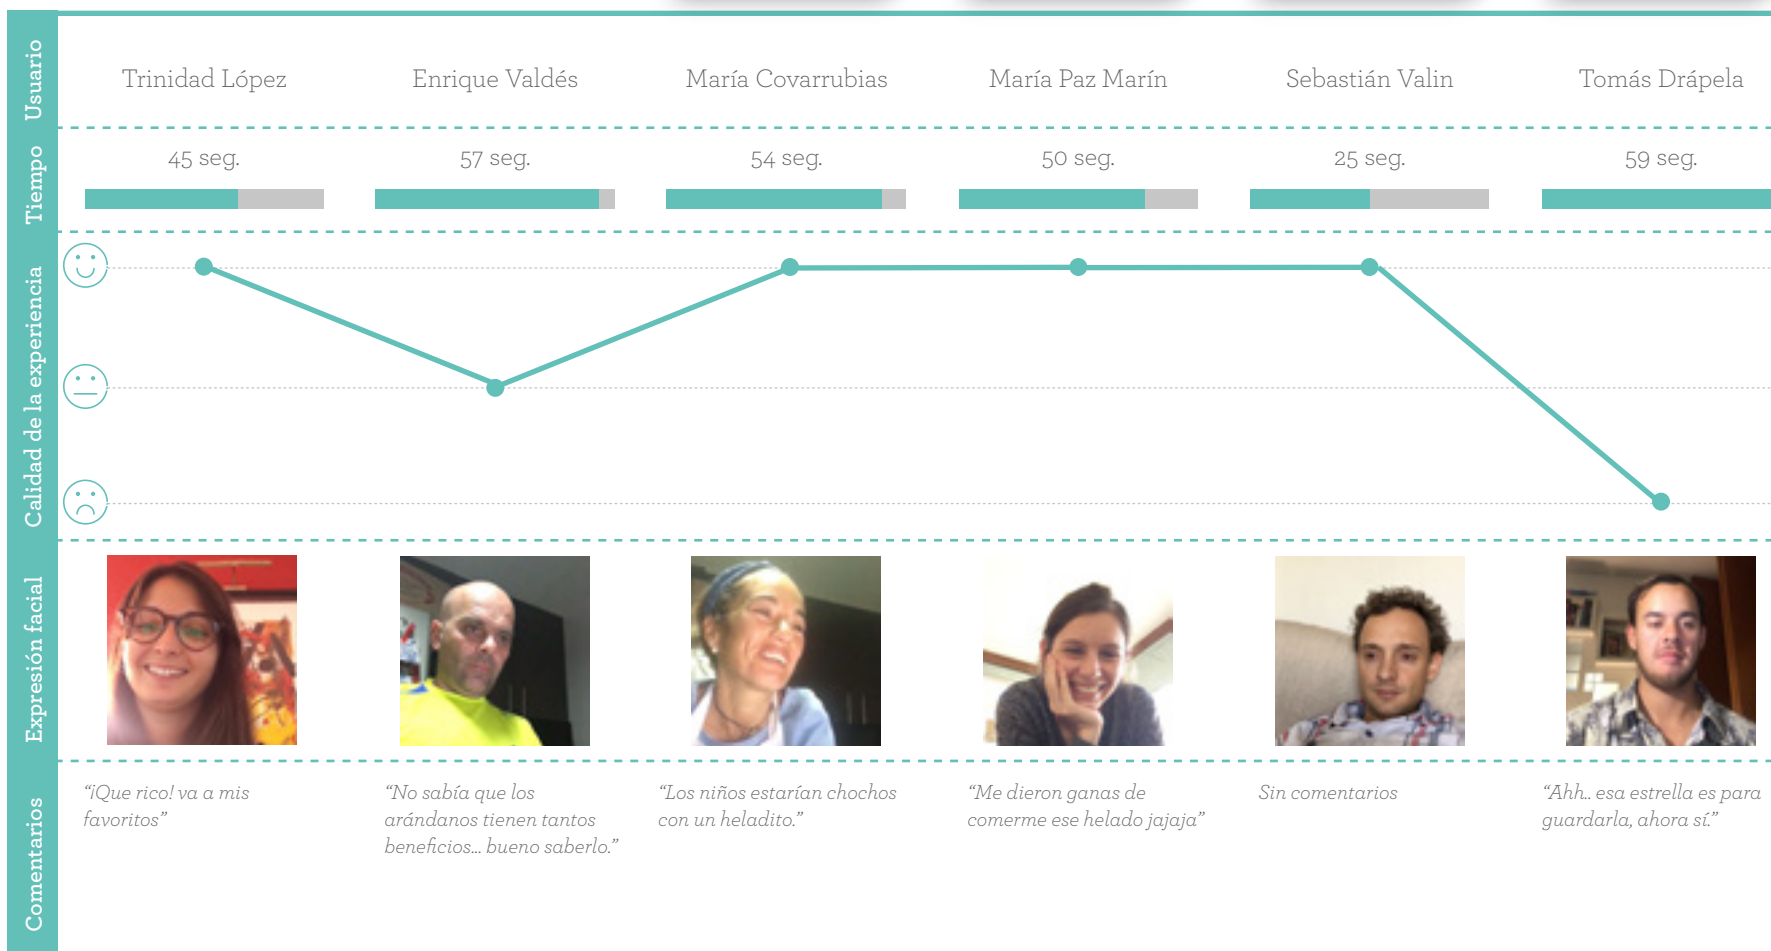 Usuario
Trinidad López
Enrique Valdés
María Covarrubias
María Paz Marín
Sebastián Valin
Tomás Drápela
Tiempo
45 seg.
57 seg.
54 seg.
50 seg.
25 seg.
59 seg.
Calidad de la experiencia
Expresión facial
Comentarios
“¡Que rico! va a mis
favoritos”
“No sabía que los
arándanos tienen tantos
beneficios... bueno saberlo.”
“Los niños estarían chochos
con un heladito.”
“Me dieron ganas de
comerme ese helado jajaja”
Sin comentarios
“Ahh.. esa estrella es para
guardarla, ahora sí.”